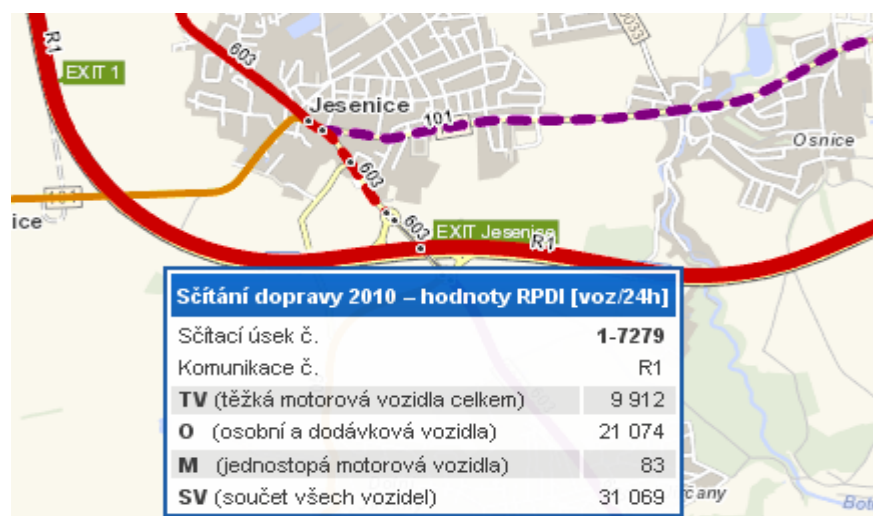 R1
603
EXIT 1
Jesenice
101
Osnice
101
603
ice
603
EXIT Jesenice
R1
Sčítání dopravy 2010 – hodnoty RPDI [voz/24h]
Sčítací úsek č. 1-7279
Komunikace č. R1
TV (těžká motorová vozidla celkem) 9 912
O (osobní a dodávková vozidla) 21 074
M (jednostopá motorová vozidla) 83
SV (součet všech vozidel) 31 069
čany
Bot